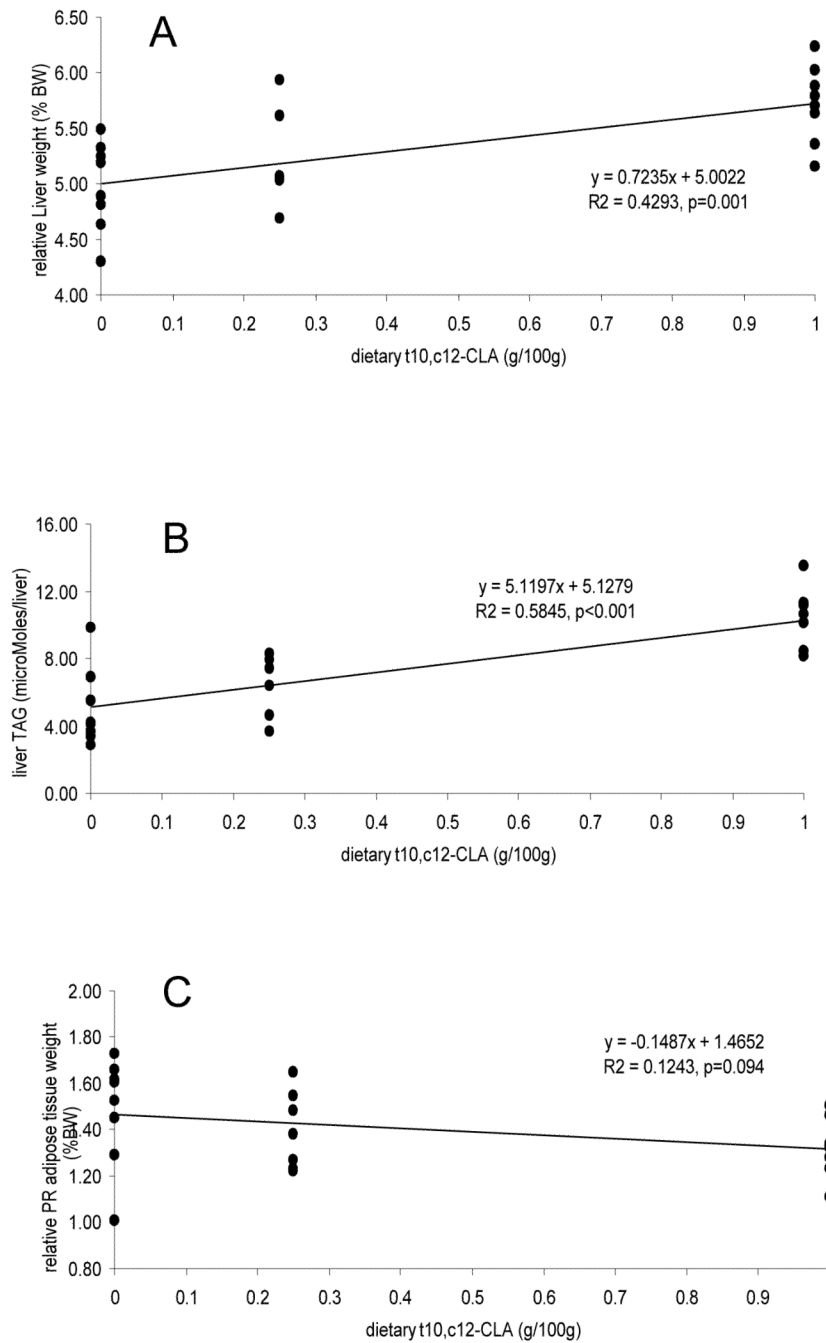 A
6.50
6.00
5.50
5.00
4.50
4.00
relative Liver weight (% BW)
y = 0.7235x + 5.0022
R2 = 0.4293, p=0.001
0 0.1 0.2 0.3 0.4 0.5 0.6 0.7 0.8 0.9 1
dietary t10,c12-CLA (g/100g)
B
16.00
12.00
8.00
4.00
0.00
liver TAG (microMoles/liver)
y = 5.1197x + 5.1279
R2 = 0.5845, p<0.001
0 0.1 0.2 0.3 0.4 0.5 0.6 0.7 0.8 0.9 1
dietary t10,c12-CLA (g/100g)
C
2.00
1.80
1.60
1.40
1.20
1.00
0.80
relative PR adipose tissue weight
(%BW)
y = -0.1487x + 1.4652
R2 = 0.1243, p=0.094
0 0.1 0.2 0.3 0.4 0.5 0.6 0.7 0.8 0.9
dietary t10,c12-CLA (g/100g)